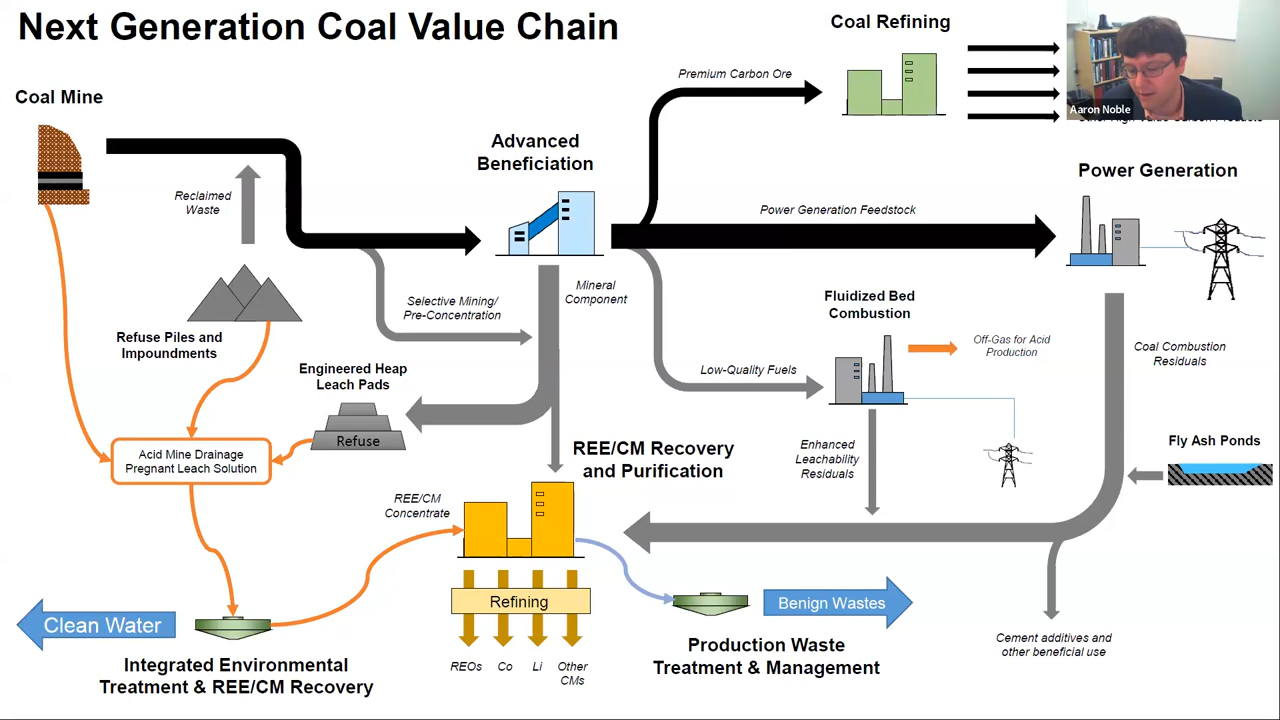 Next Generation Coal Value Chain
Coal Refining
Premium Carbon Ore
Aaron Noble
Coal Mine
Advanced
Beneficiation
Power Generation
Reclaimed
Waste
Power Generation Feedstock
Selective Mining/
Pre-Concentration
Mineral
Component
Fluidized Bed
Combustion
Refuse Piles and
Impoundments
Off-Gas for Acid
Production
Coal Combustion
Residuals
Engineered Heap
Leach Pads
Low-Quality Fuels
Refuse
Acid Mine Drainage
Pregnant Leach Solution
REE/CM Recovery
and Purification
Enhanced
Leachability
Residuals
Fly Ash Ponds
REE/CM
Concentrate
Refining
Clean Water
Benign Wastes
Integrated Environmental
Treatment & REE/CM Recovery
REOs
Co
Li
Other
CMs
Production Waste
Treatment & Management
Cement additives and
other beneficial use